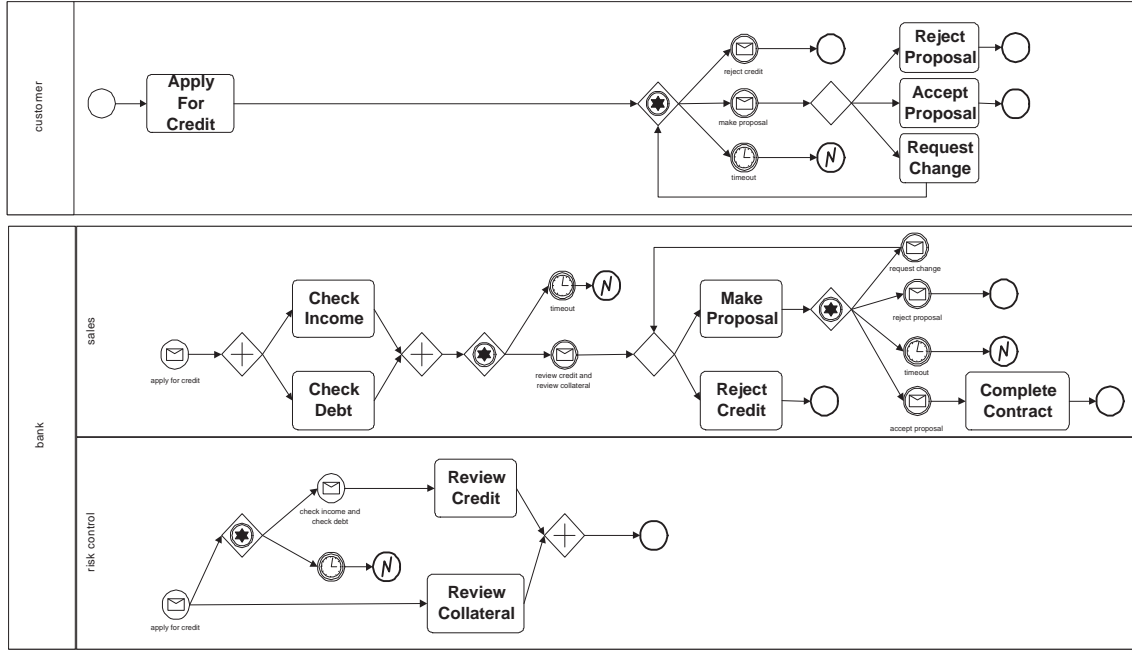 customer
Apply
For
Credit
reject credit
make proposal
timeout
Reject
Proposal
Accept
Proposal
Request
Change
bank
sales
apply for credit
Check
Income
Check
Debt
timeout
review credit and
review collateral
Make
Proposal
Reject
Credit
request change
reject proposal
timeout
accept proposal
Complete
Contract
risk control
apply for credit
check income and
check debt
Review
Credit
Review
Collateral